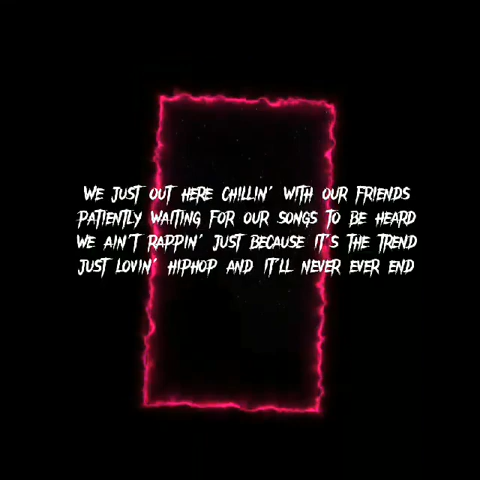 WE JUST OUT HERE CHILLIN' WITH OUR FRIENDS
PATIENTLY WAITING FOR OUR SONGS TO BE HEARD
WE AIN'T RAPPIN' JUST BECAUSE IT'S THE TREND
JUST LOVIN' HIPHOP AND IT'LL NEVER EVER END